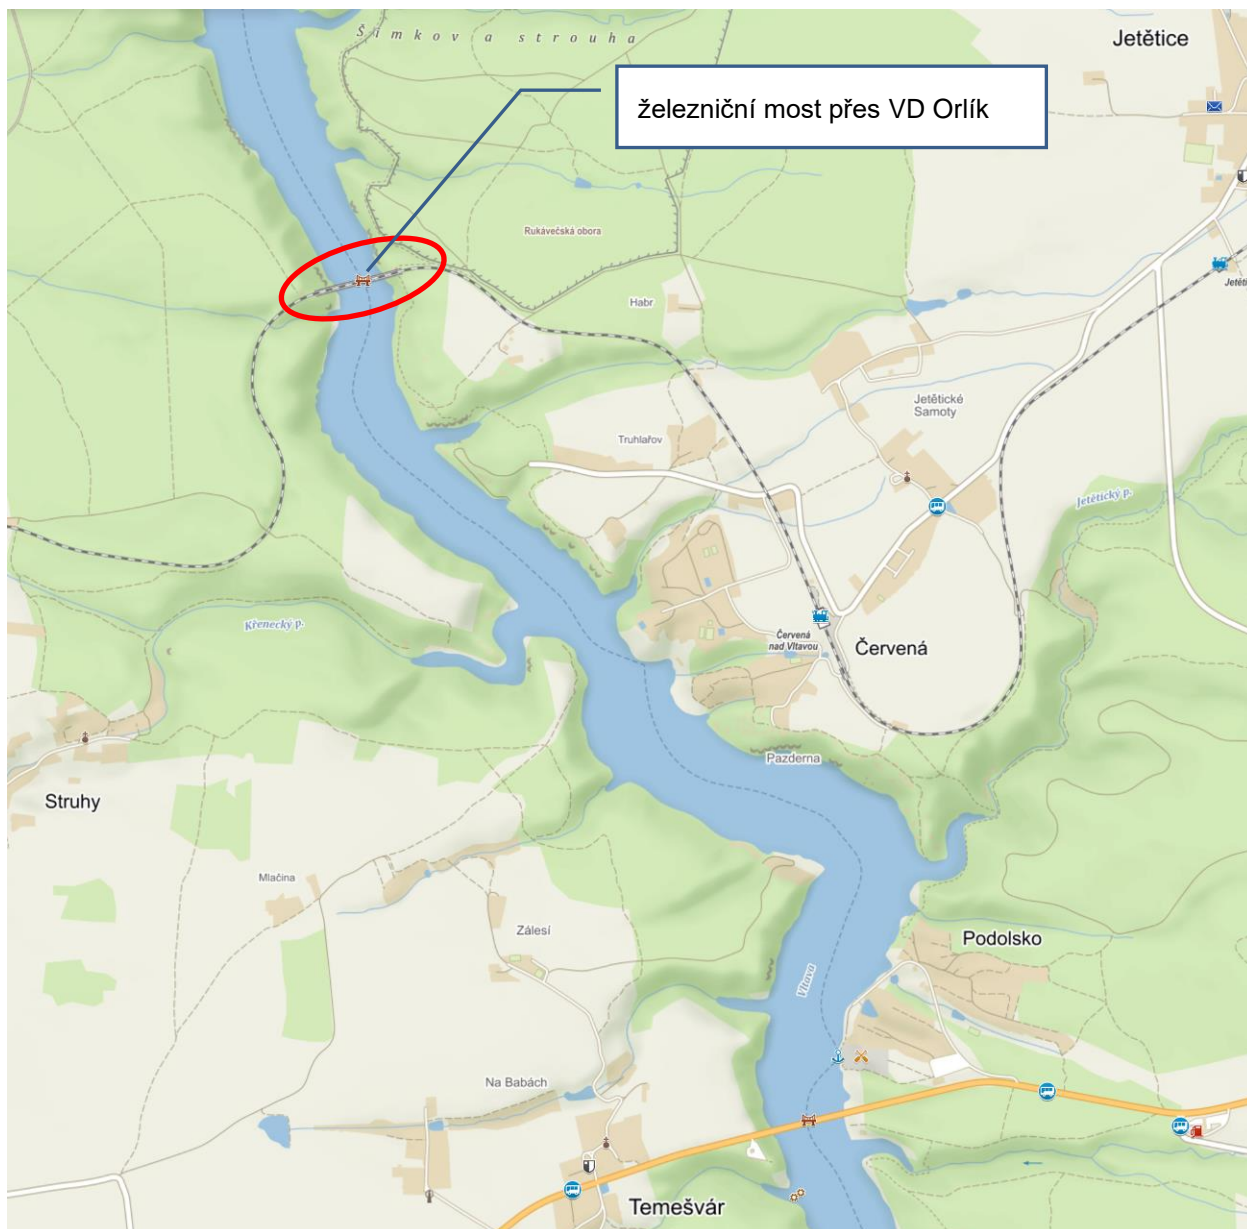 Šimkova strouha
Jetětice
železniční most přes VD Orlík
Rukávečská obora
Jetěti
Habr
Jetětické
Samoty
Truhlařov
Jetětický p.
Křenecký p.
Červená
nad Vltavou
Červená
Pazderna
Struhy
Mlačina
Zálesí
Podolsko
Vltava
Na Babách
Temešvár